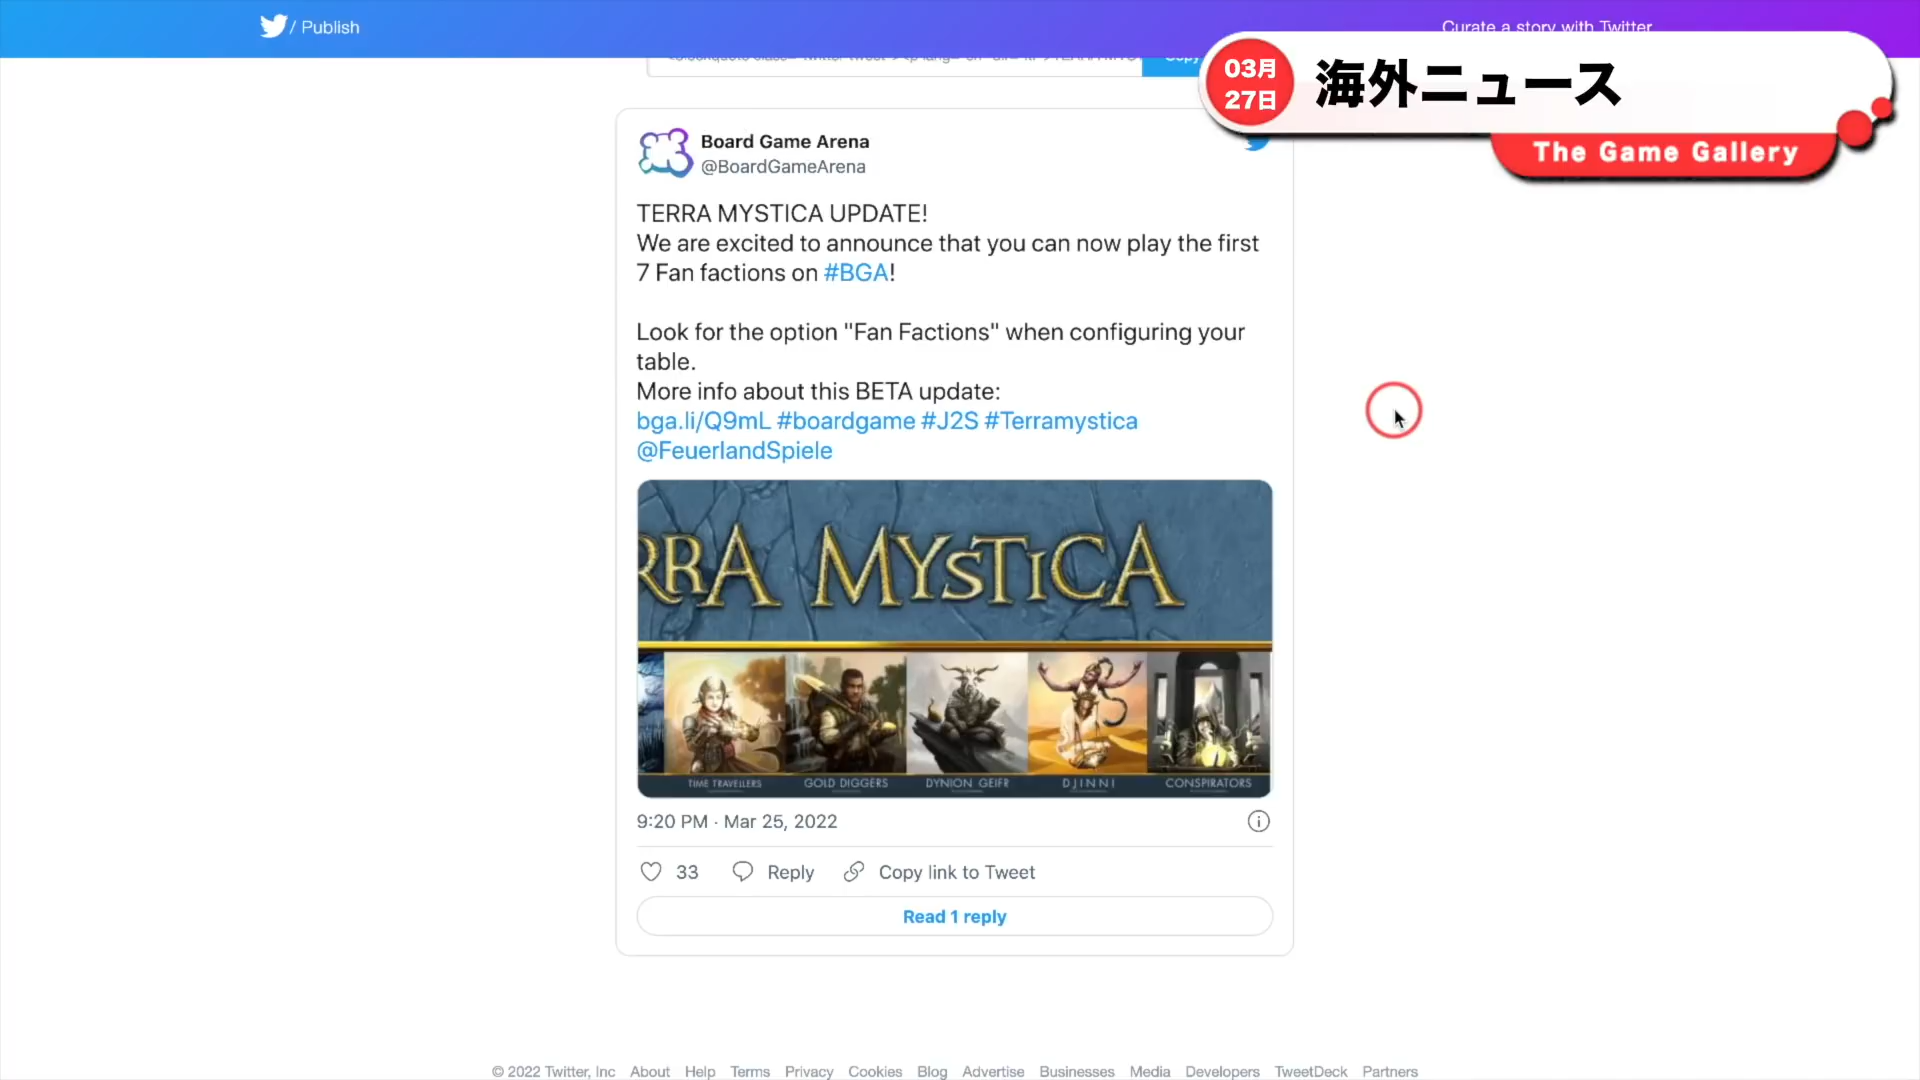 / Publish
Curate a story with Twitter
03月
27日
海外ニュース
The Game Gallery
Copy
Board Game Arena
@BoardGameArena
TERRA MYSTICA UPDATE!
We are excited to announce that you can now play the first
7 Fan factions on #BGA!
Look for the option "Fan Factions" when configuring your
table.
More info about this BETA update:
bga.li/Q9mL #boardgame #J2S #Terramystica
@FeuerlandSpiele
RRA MYSTICA
TIME TRAVELLERS GOLD DIGGERS DYNION GEIFR DJINNI CONSPIRATORS
9:20 PM · Mar 25, 2022
33 Reply Copy link to Tweet
Read 1 reply
© 2022 Twitter, Inc About Help Terms Privacy Cookies Blog Advertise Businesses Media Developers TweetDeck Partners